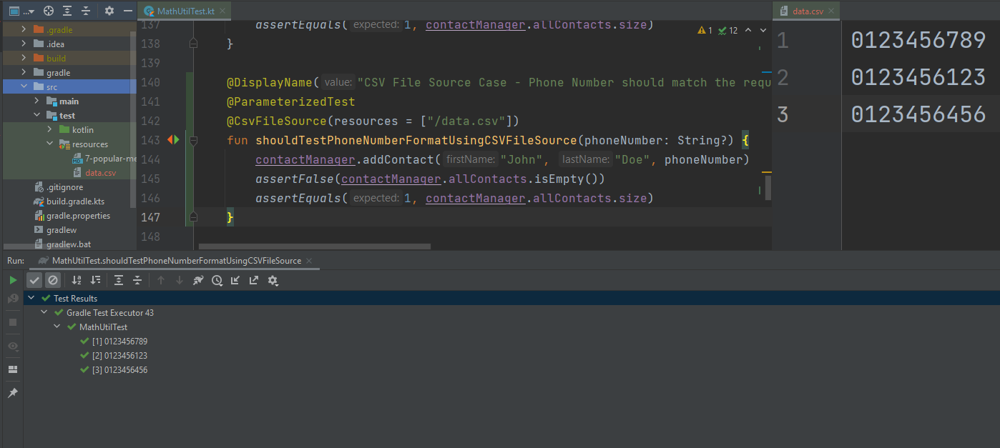 MathUtilTest.kt
data.csv
.gradle
.idea
build
gradle
src
main
test
kotlin
resources
7-popular-me
data.csv
.gitignore
build.gradle.kts
gradle.properties
gradlew
gradlew.bat
137 assertEquals( expected: 1, contactManager.allContacts.size)
138 }
139
140 @DisplayName( value: "CSV File Source Case - Phone Number should match the requ
141 @ParameterizedTest
142 @CsvFileSource(resources = ["/data.csv"])
143 fun shouldTestPhoneNumberFormatUsingCSVFileSource(phoneNumber: String?) {
144 contactManager.addContact( firstName: "John", lastName: "Doe", phoneNumber)
145 assertFalse(contactManager.allContacts.isEmpty())
146 assertEquals( expected: 1, contactManager.allContacts.size)
147 }
148
1 12
1 0123456789
2 0123456123
3 0123456456
Run: MathUtilTest.shouldTestPhoneNumberFormatUsingCSVFileSource
Test Results
Gradle Test Executor 43
MathUtilTest
[1] 0123456789
[2] 0123456123
[3] 0123456456